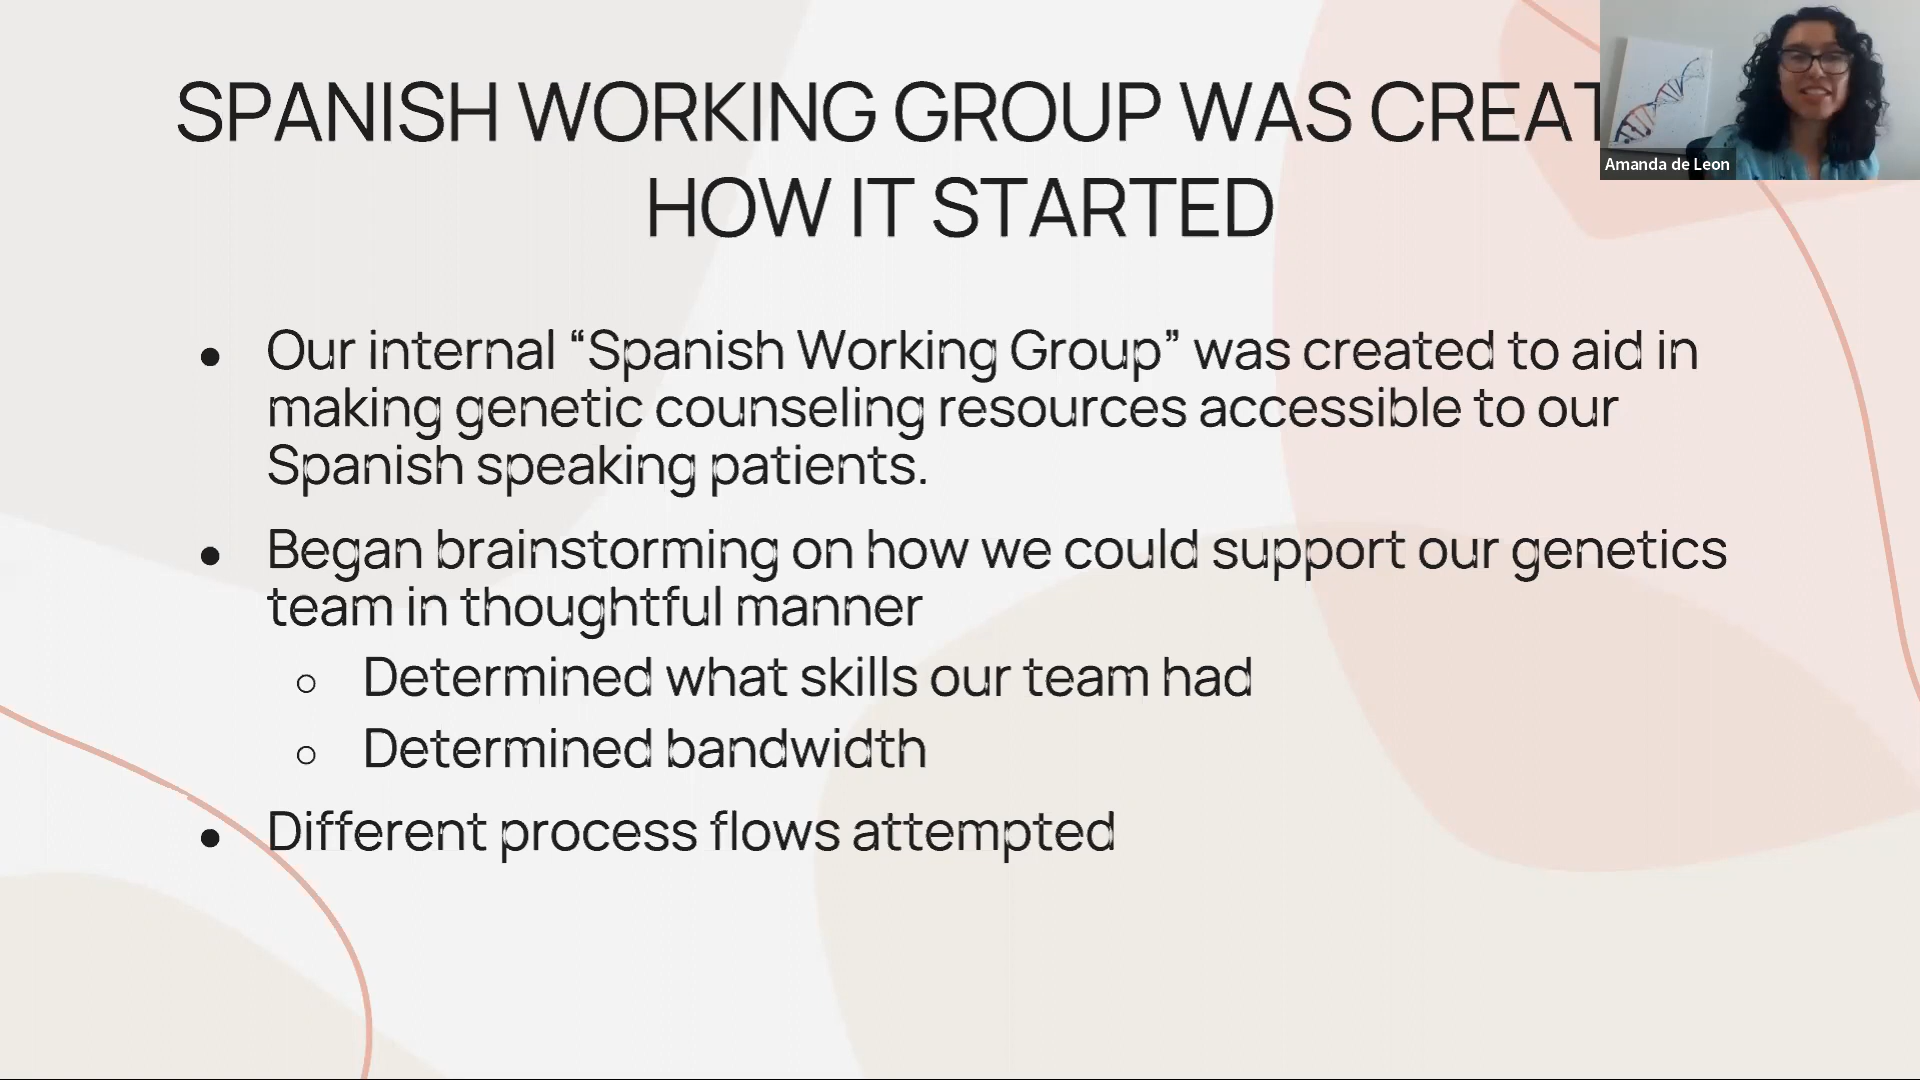 SPANISH WORKING GROUP WAS CREAT
HOW IT STARTED
Amanda de Leon
● Our internal “Spanish Working Group” was created to aid in
making genetic counseling resources accessible to our
Spanish speaking patients.
● Began brainstorming on how we could support our genetics
team in thoughtful manner
○ Determined what skills our team had
○ Determined bandwidth
● Different process flows attempted